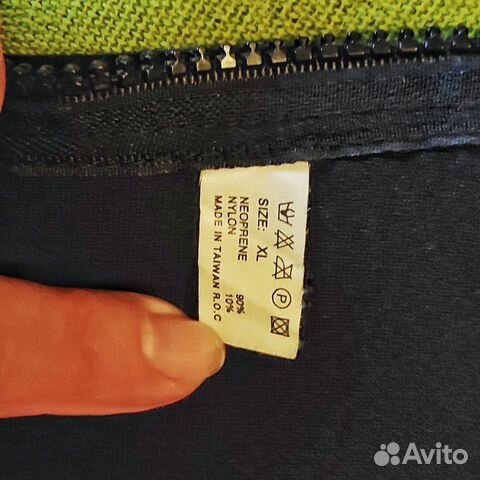 SIZE: XL
NEOPRENE 90%
NYLON 10%
MADE IN TAIWAN R.O.C
P
Avito